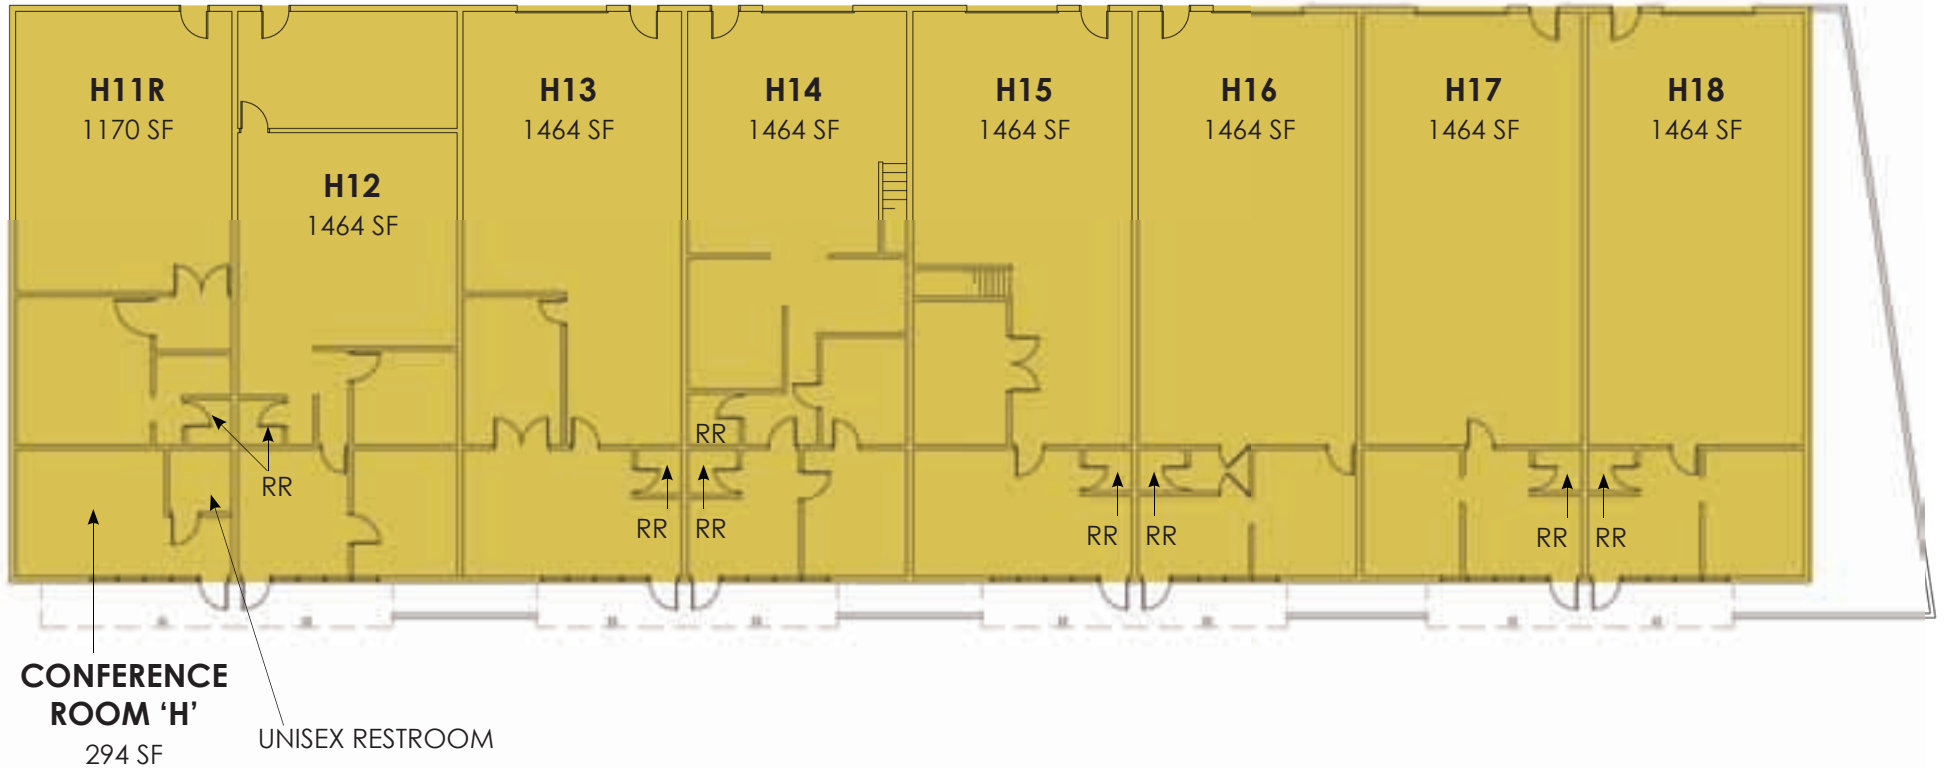 H11R
1170 SF
H12
1464 SF
H13
1464 SF
H14
1464 SF
H15
1464 SF
H16
1464 SF
H17
1464 SF
H18
1464 SF
RR
RR
RR
RR
RR
RR
RR
RR
CONFERENCE
ROOM ‘H’
294 SF
UNISEX RESTROOM